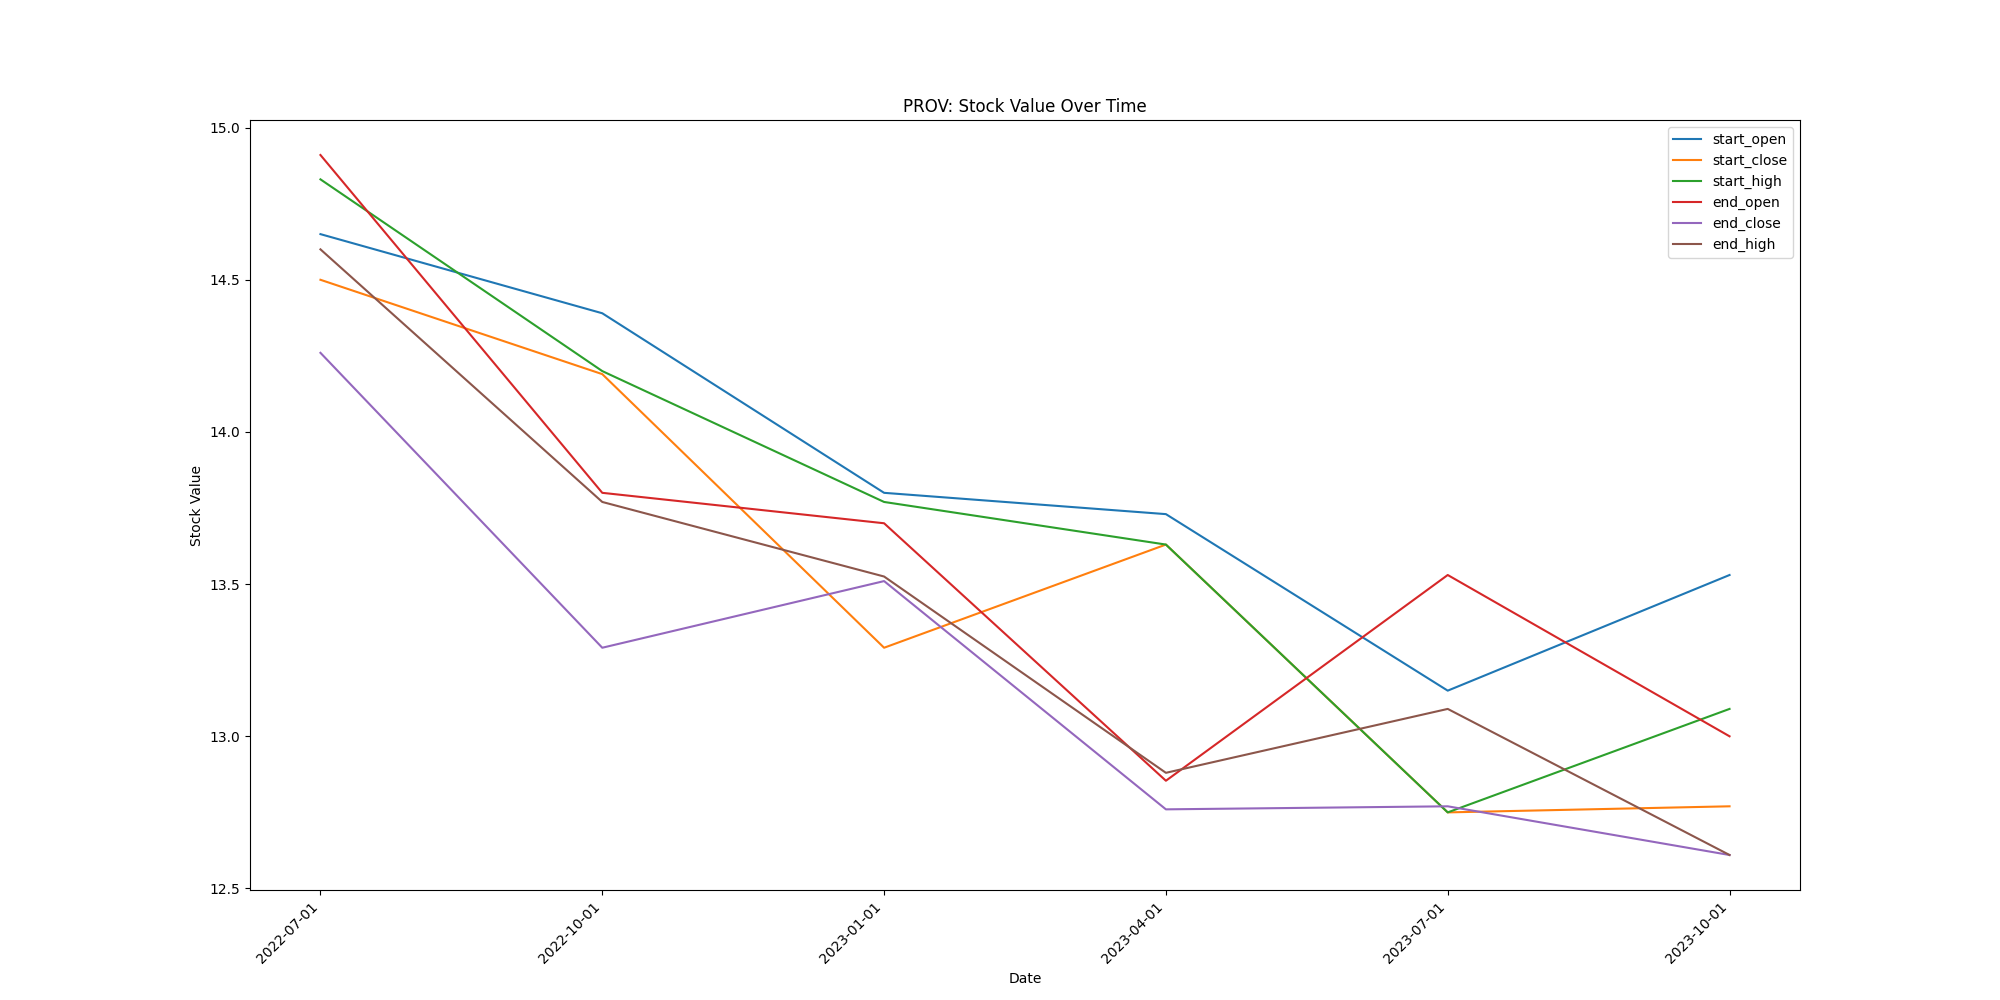 PROV: Stock Value Over Time
15.0
14.5
14.0
13.5
13.0
12.5
Stock Value
start_open
start_close
start_high
end_open
end_close
end_high
2022-07-01
2022-10-01
2023-01-01
2023-04-01
2023-07-01
2023-10-01
Date